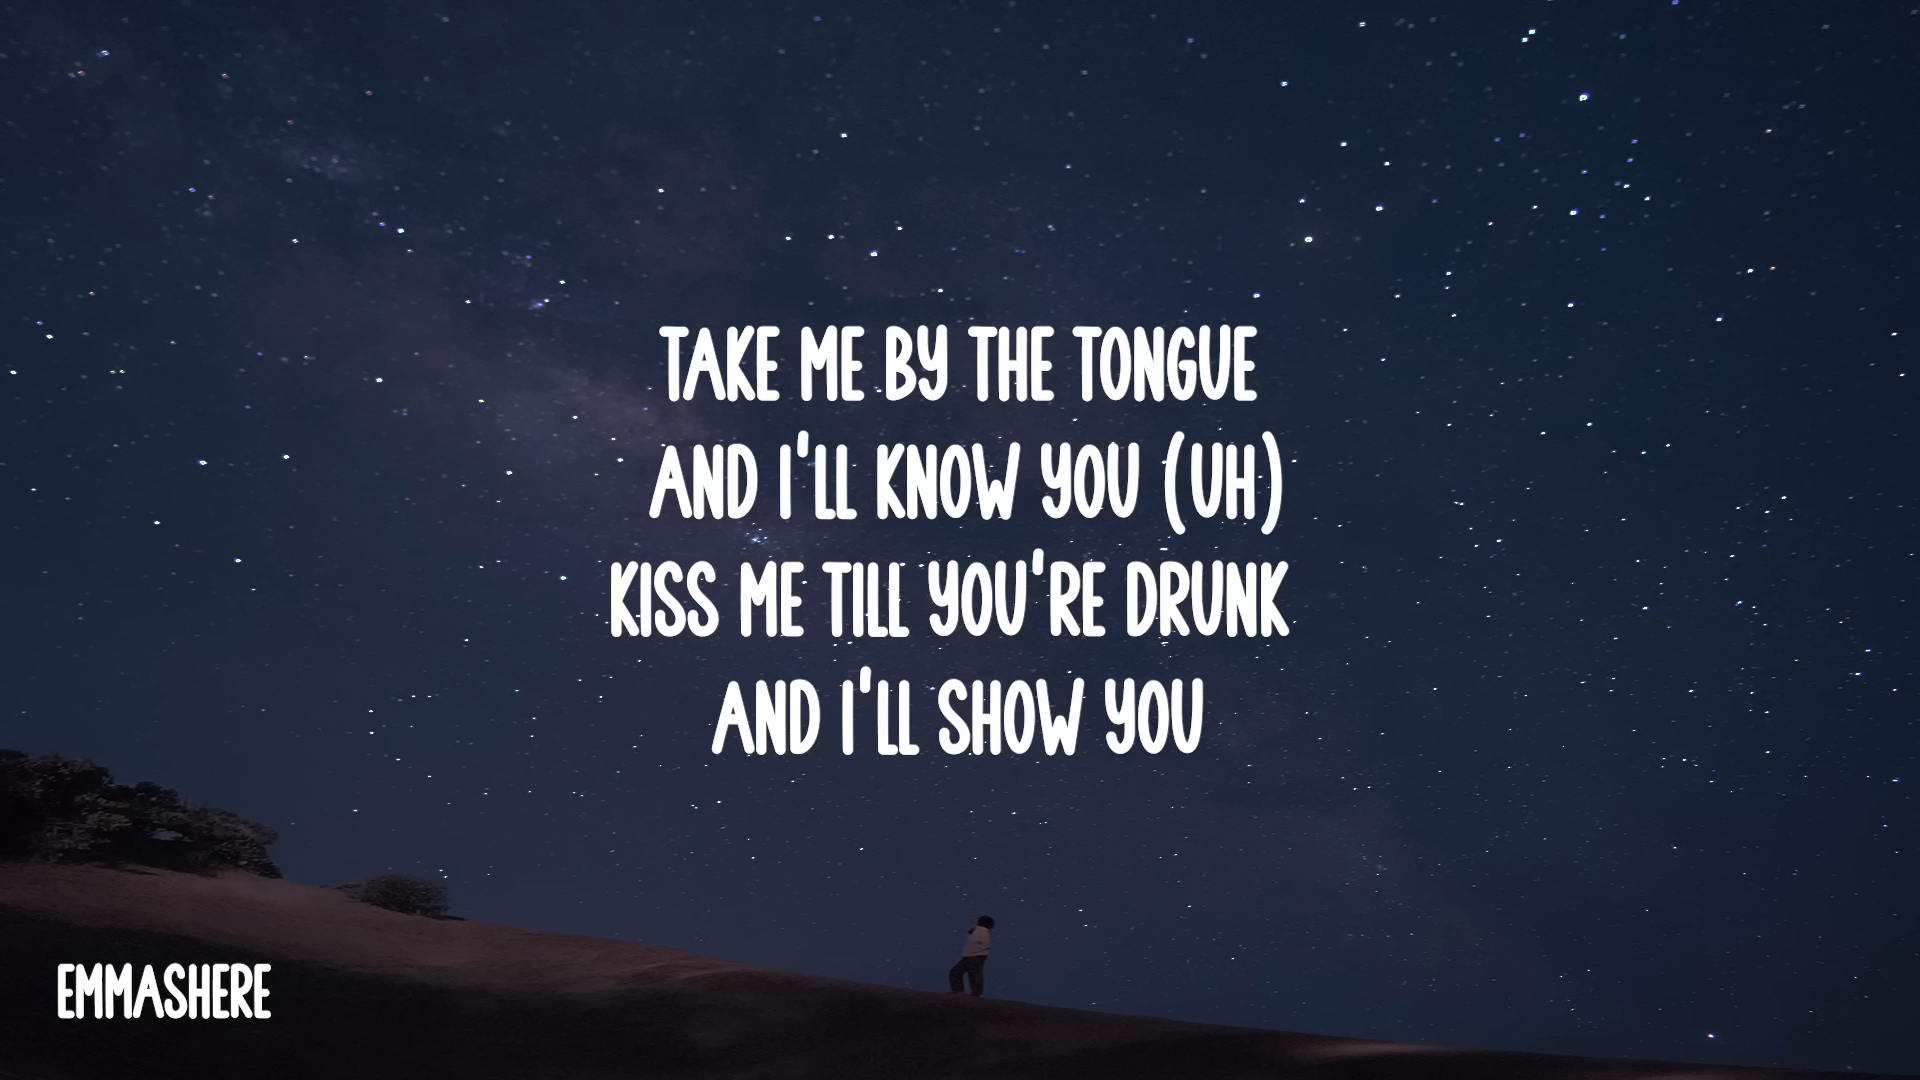 TAKE ME BY THE TONGUE
AND I'LL KNOW YOU (UH)
KISS ME TILL YOU'RE DRUNK
AND I'LL SHOW YOU
EMMASHERE